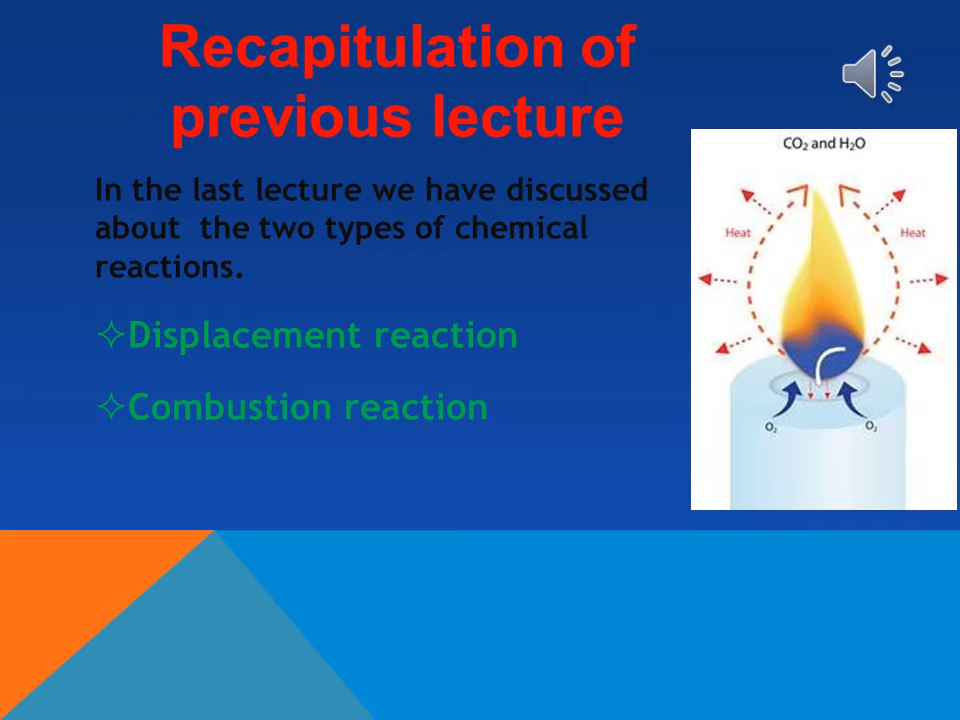 Recapitulation of
previous lecture
In the last lecture we have discussed
about  the two types of chemical
reactions.
✧Displacement reaction
✧Combustion reaction
CO₂ and H₂O
Heat
Heat
O₂
O₂